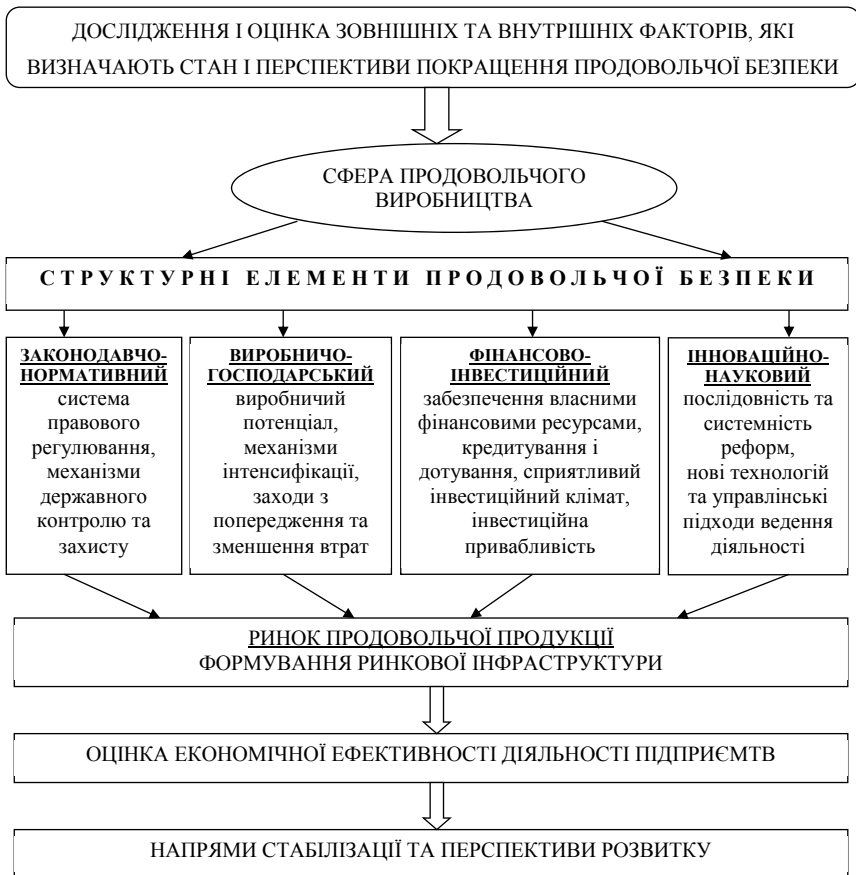 ДОСЛІДЖЕННЯ І ОЦІНКА ЗОВНІШНІХ ТА ВНУТРІШНІХ ФАКТОРІВ, ЯКІ
ВИЗНАЧАЮТЬ СТАН І ПЕРСПЕКТИВИ ПОКРАЩЕННЯ ПРОДОВОЛЬЧОЇ БЕЗПЕКИ
СФЕРА ПРОДОВОЛЬЧОГО
ВИРОБНИЦТВА
СТРУКТУРНІ ЕЛЕМЕНТИ ПРОДОВОЛЬЧОЇ БЕЗПЕКИ
ЗАКОНОДАВЧО-
НОРМАТИВНИЙ
система
правового
регулювання,
механізми
державного
контролю та
захисту
ВИРОБНИЧО-
ГОСПОДАРСЬКИЙ
виробничий
потенціал,
механізми
інтенсифікації,
заходи з
попередження та
зменшення втрат
ФІНАНСОВО-
ІНВЕСТИЦІЙНИЙ
забезпечення власними
фінансовими ресурсами,
кредитування і
дотування, сприятливий
інвестиційний клімат,
інвестиційна
привабливість
ІННОВАЦІЙНО-
НАУКОВИЙ
послідовність та
системність
реформ,
нові технологій
та управлінські
підходи ведення
діяльності
РИНОК ПРОДОВОЛЬЧОЇ ПРОДУКЦІЇ
ФОРМУВАННЯ РИНКОВОЇ ІНФРАСТРУКТУРИ
ОЦІНКА ЕКОНОМІЧНОЇ ЕФЕКТИВНОСТІ ДІЯЛЬНОСТІ ПІДПРИЄМТВ
НАПРЯМИ СТАБІЛІЗАЦІЇ ТА ПЕРСПЕКТИВИ РОЗВИТКУ